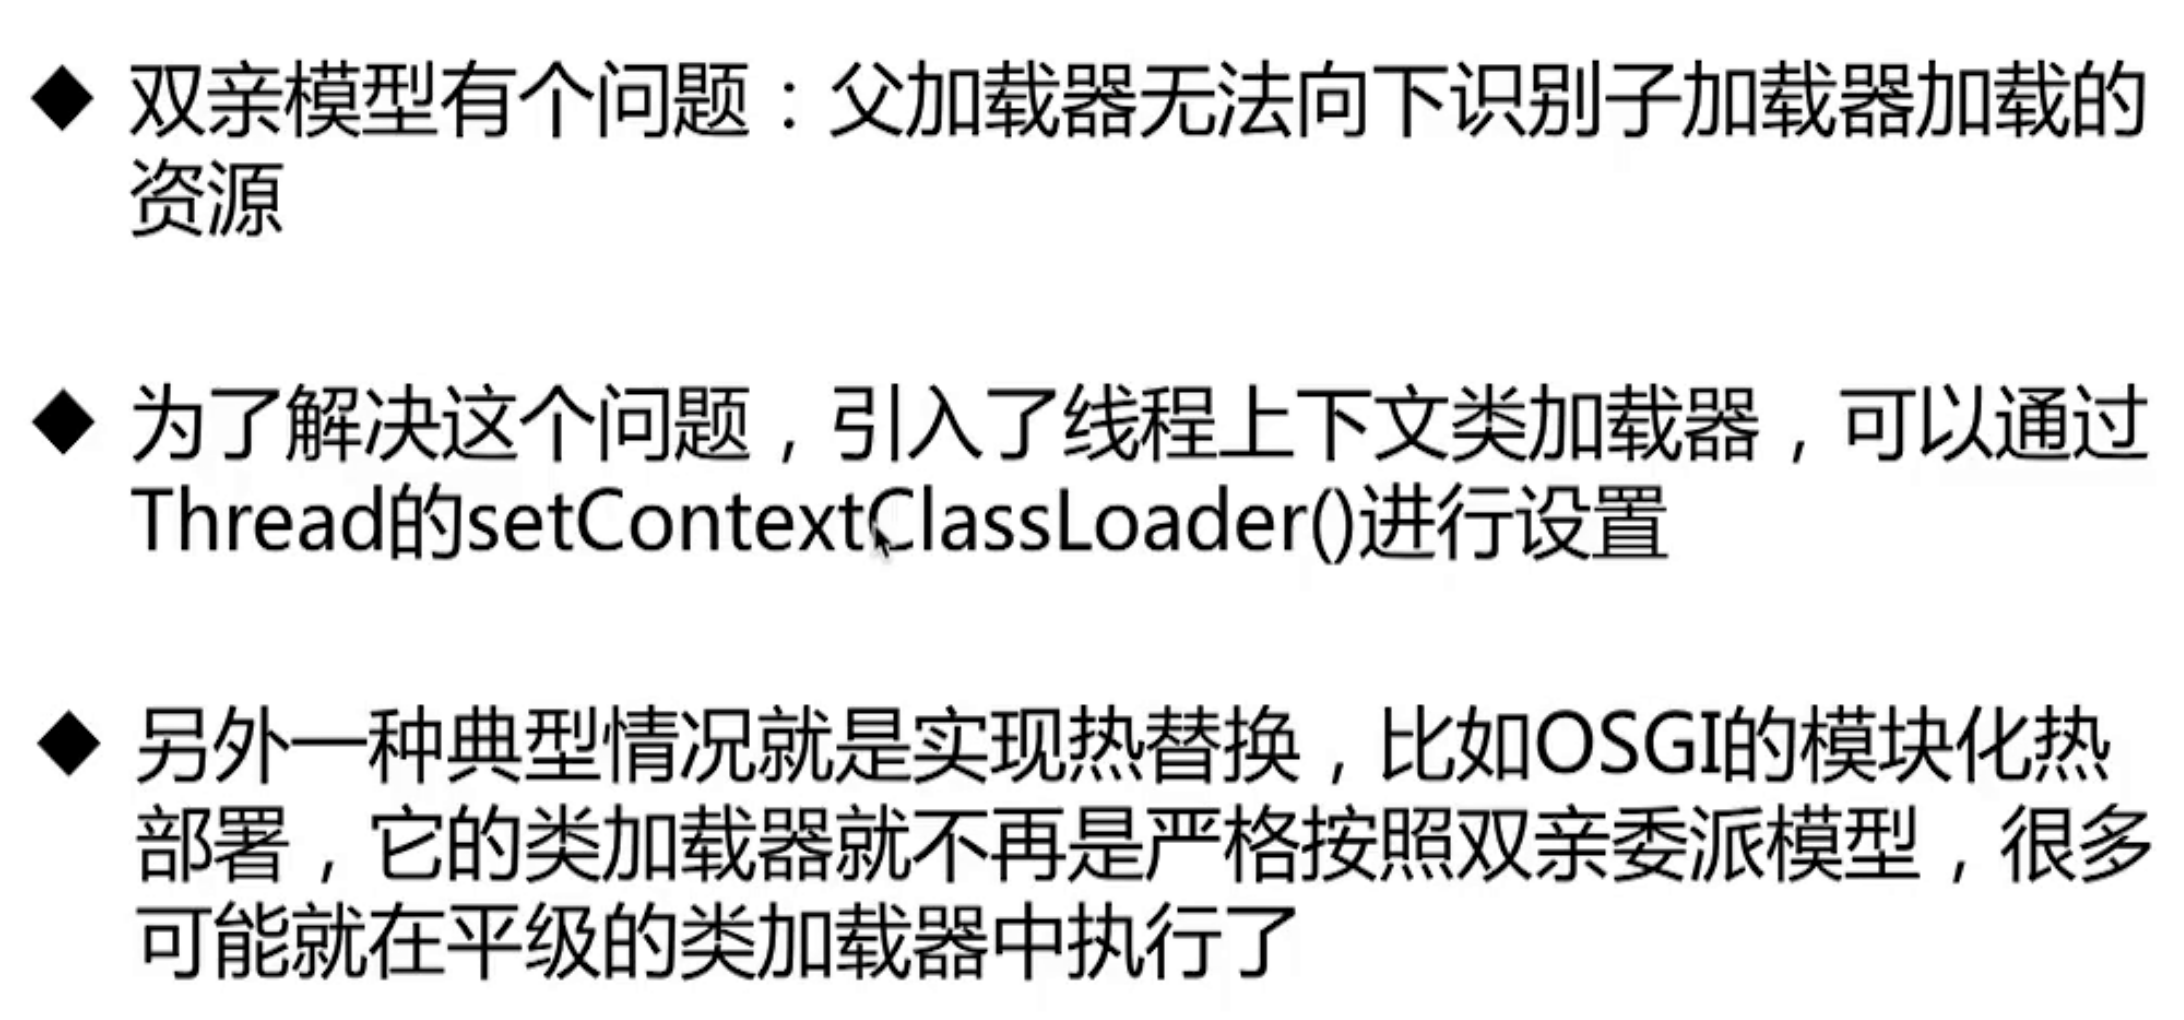 ◆ 双亲模型有个问题：父加载器无法向下识别子加载器加载的
资源
◆ 为了解决这个问题，引入了线程上下文类加载器，可以通过
Thread的setContextClassLoader()进行设置
◆ 另外一种典型情况就是实现热替换，比如OSGI的模块化热
部署，它的类加载器就不再是严格按照双亲委派模型，很多
可能就在平级的类加载器中执行了